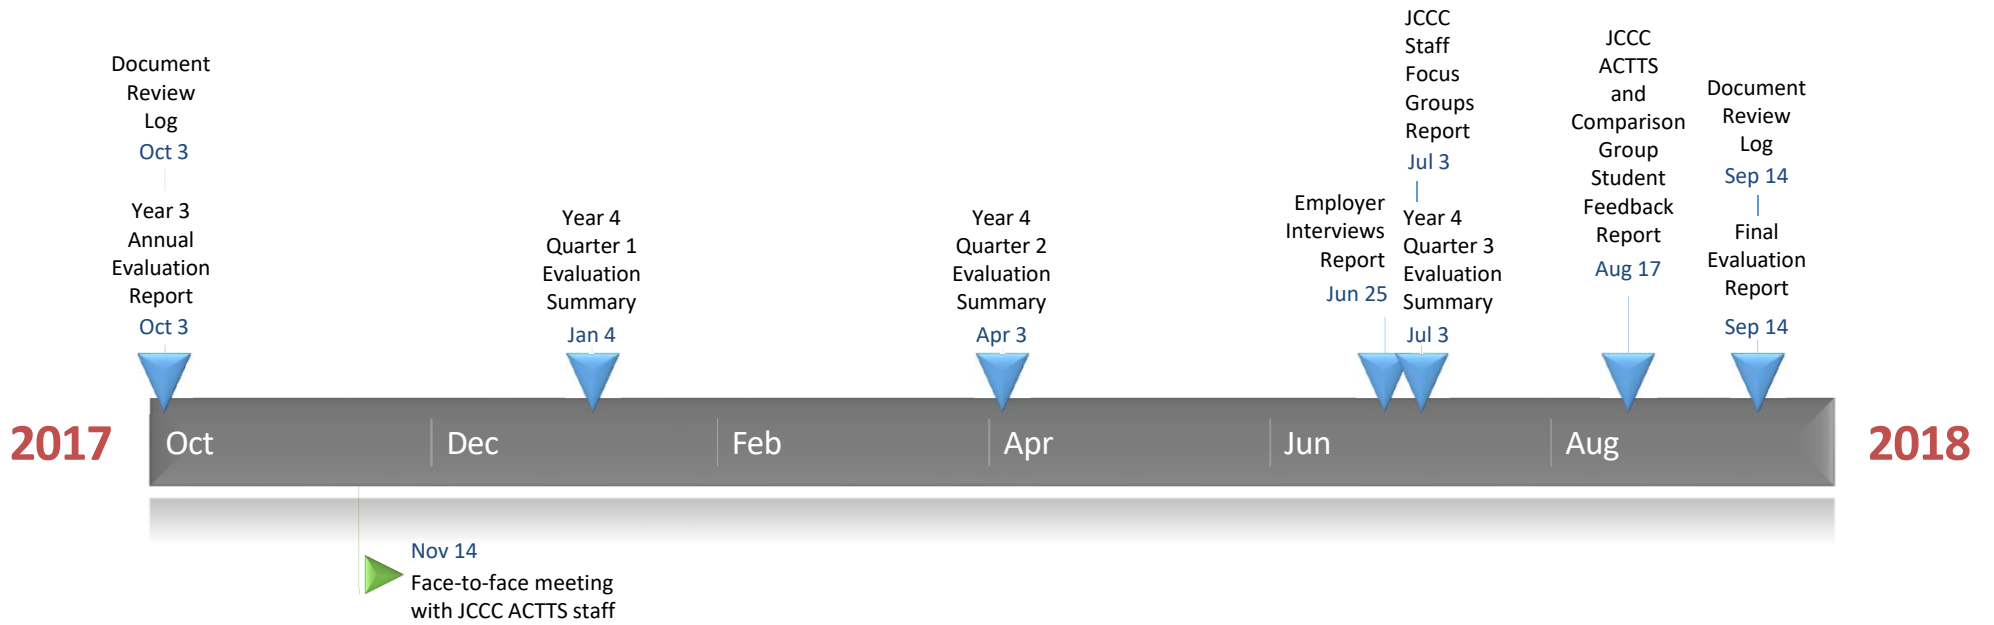 Document
Review
Log
Oct 3
Year 3
Annual
Evaluation
Report
Oct 3
Year 4
Quarter 1
Evaluation
Summary
Jan 4
Year 4
Quarter 2
Evaluation
Summary
Apr 3
Employer
Interviews
Report
Jun 25
JCCC
Staff
Focus
Groups
Report
Jul 3
Year 4
Quarter 3
Evaluation
Summary
Jul 3
JCCC
ACTTS
and
Comparison
Group
Student
Feedback
Report
Aug 17
Document
Review
Log
Sep 14
Final
Evaluation
Report
Sep 14
2017
Oct
Dec
Feb
Apr
Jun
Aug
2018
Nov 14
Face-to-face meeting
with JCCC ACTTS staff